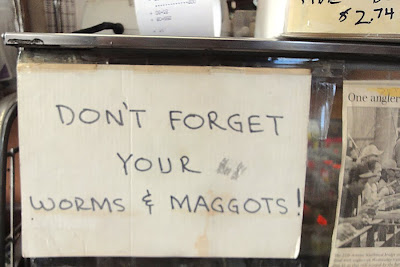 $2.74
DON'T FORGET
YOUR
WORMS & MAGGOTS!
One angler